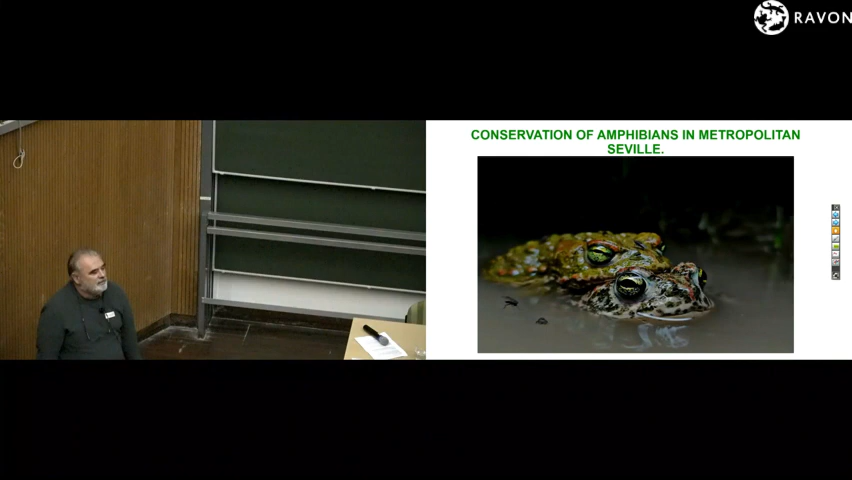 RAVON
CONSERVATION OF AMPHIBIANS IN METROPOLITAN
SEVILLE.